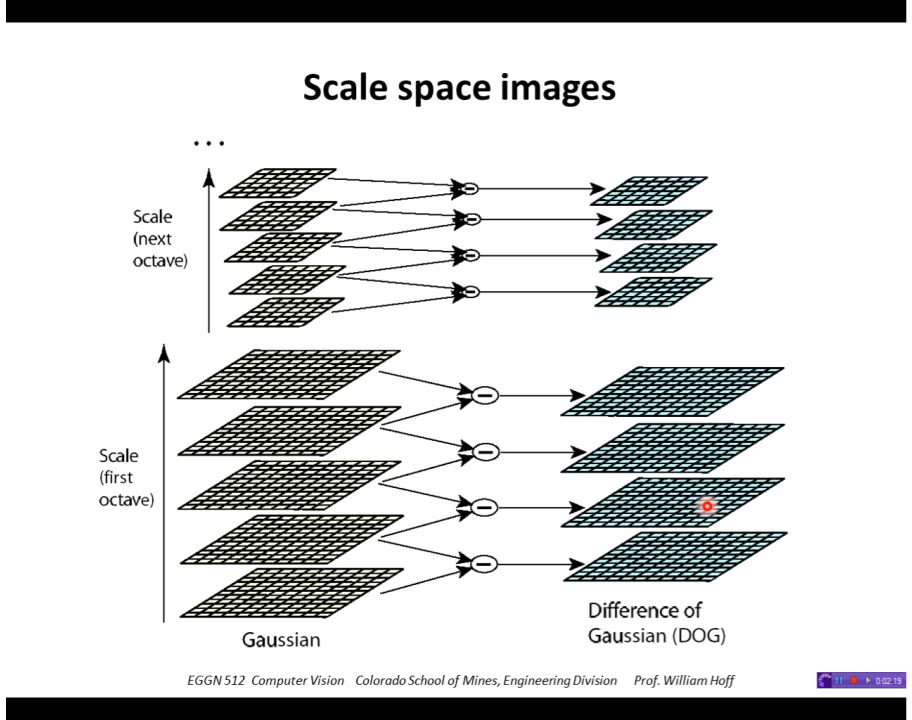 Scale space images
...
Scale
(next
octave)
Scale
(first
octave)
Gaussian
Difference of
Gaussian (DOG)
EGGN 512 Computer Vision Colorado School of Mines, Engineering Division Prof. William Hoff
0:02:19